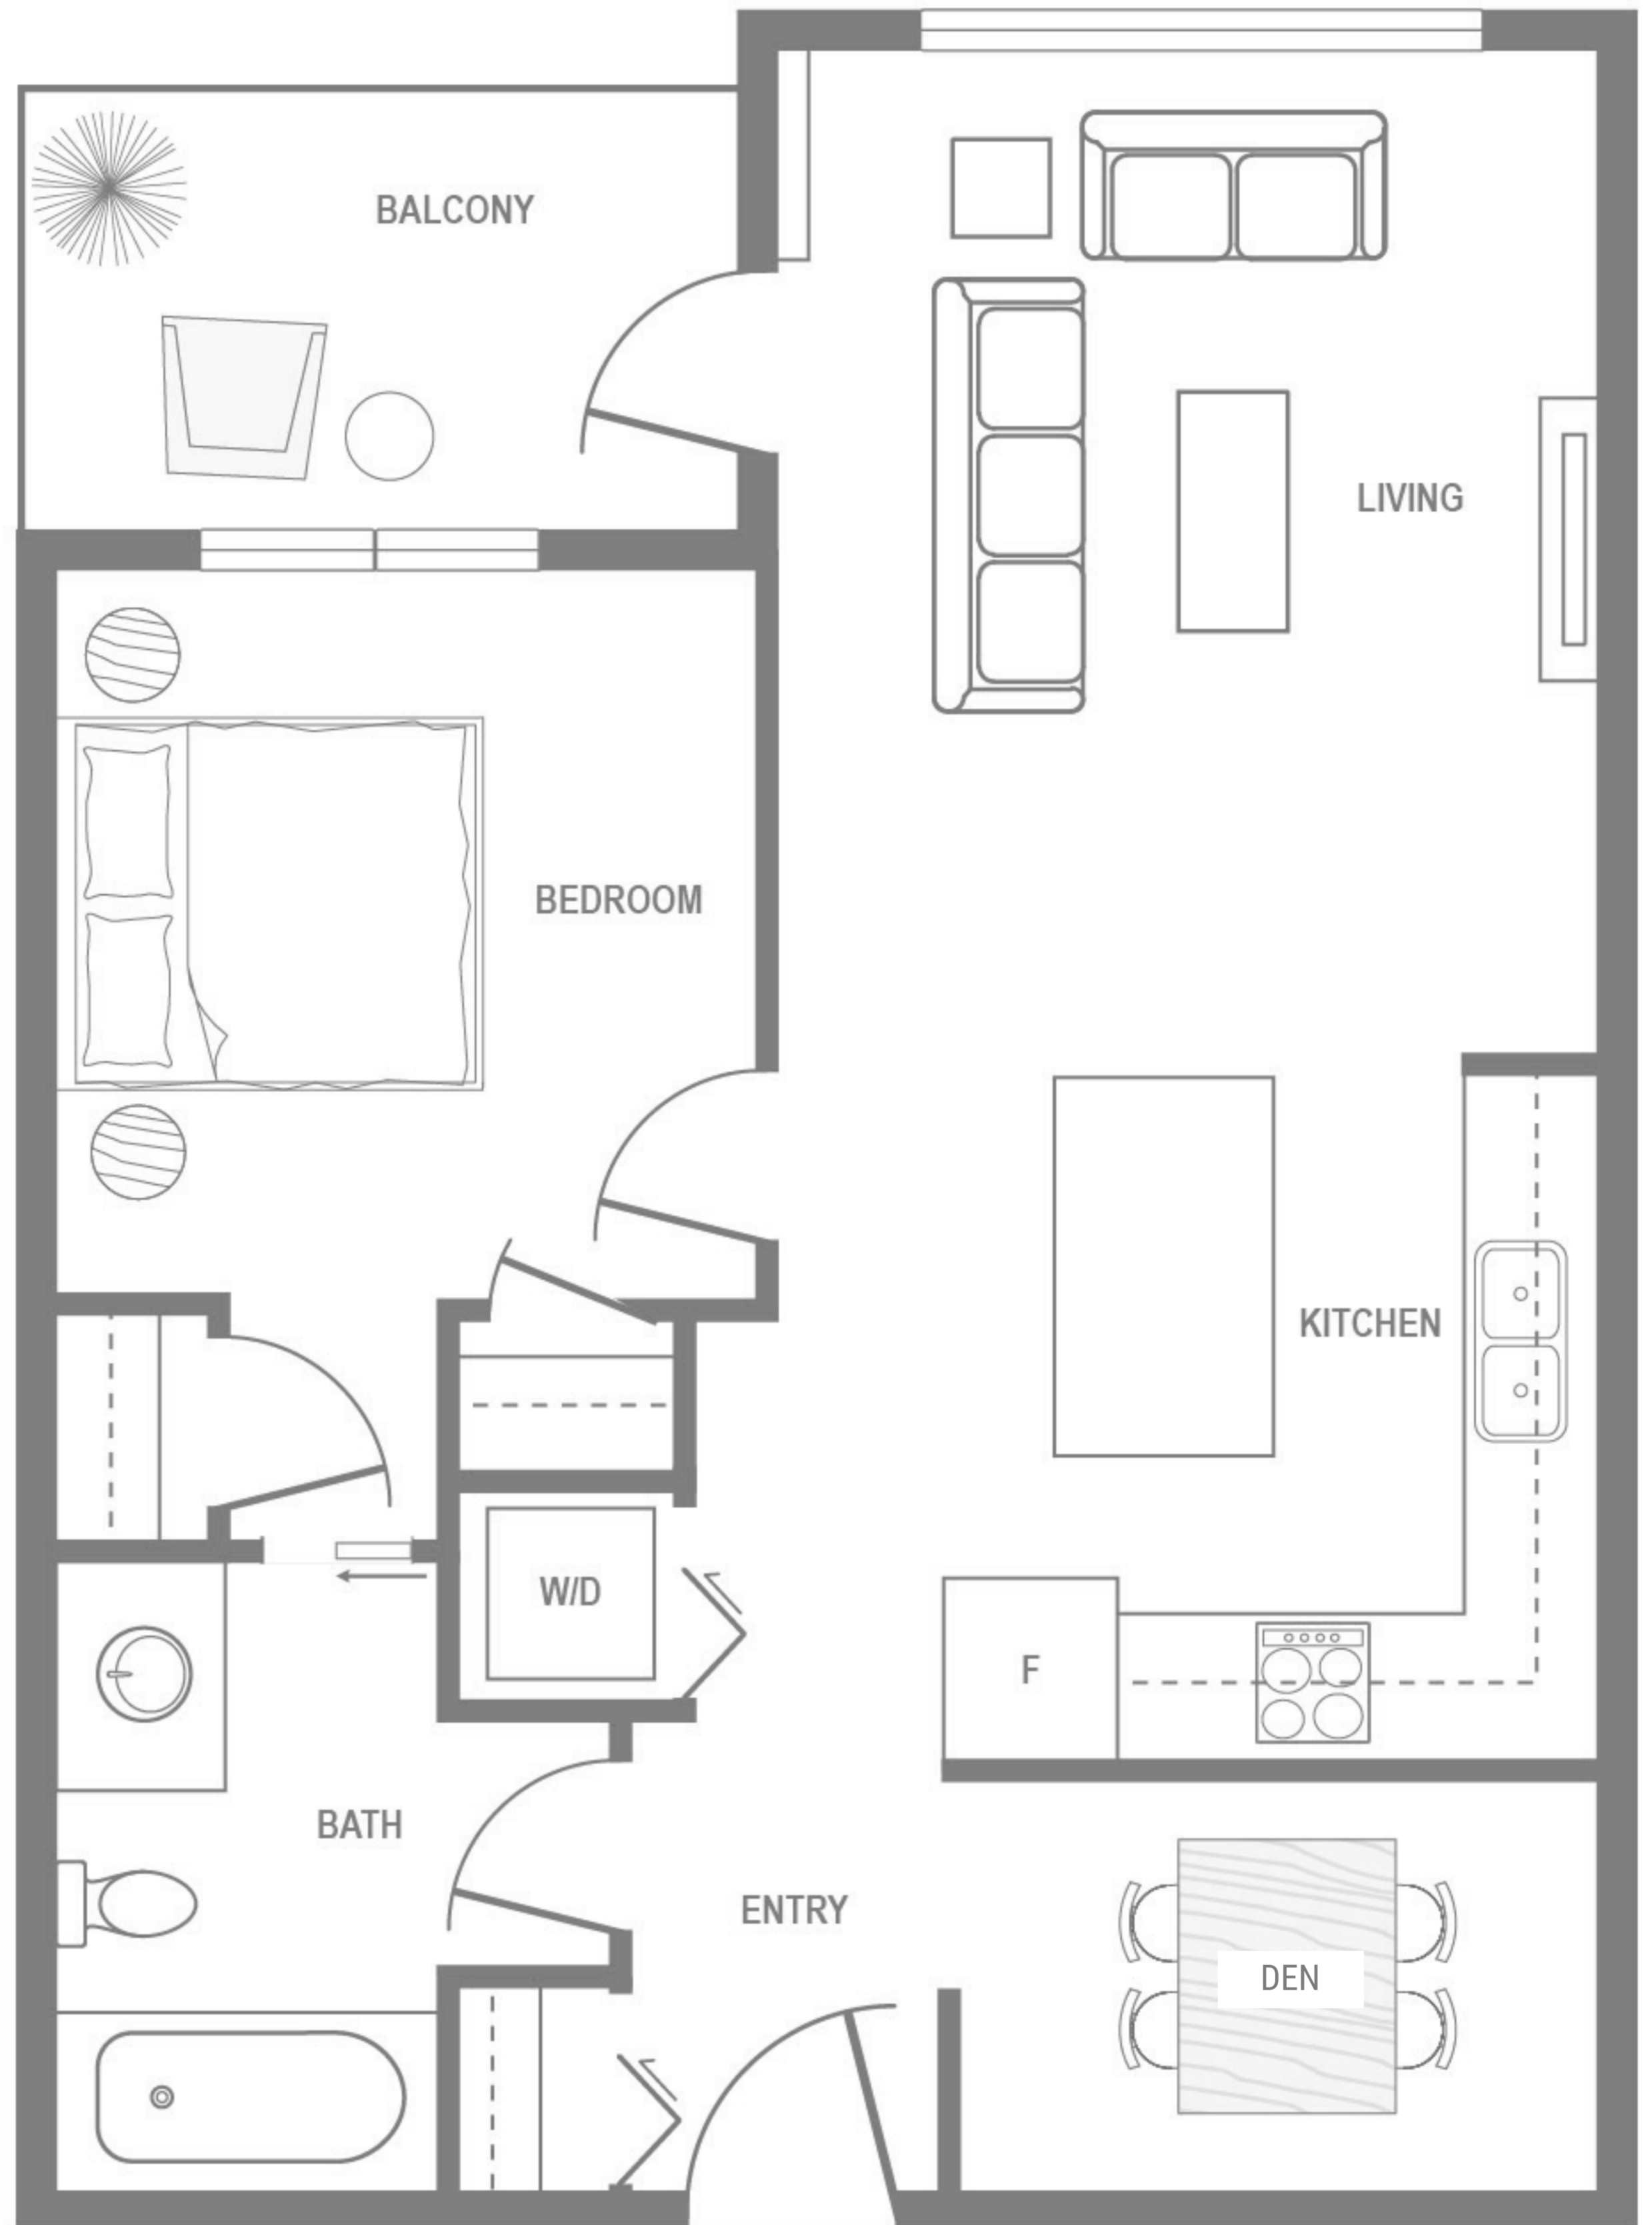 BALCONY
LIVING
BEDROOM
KITCHEN
W/D
F
BATH
ENTRY
DEN